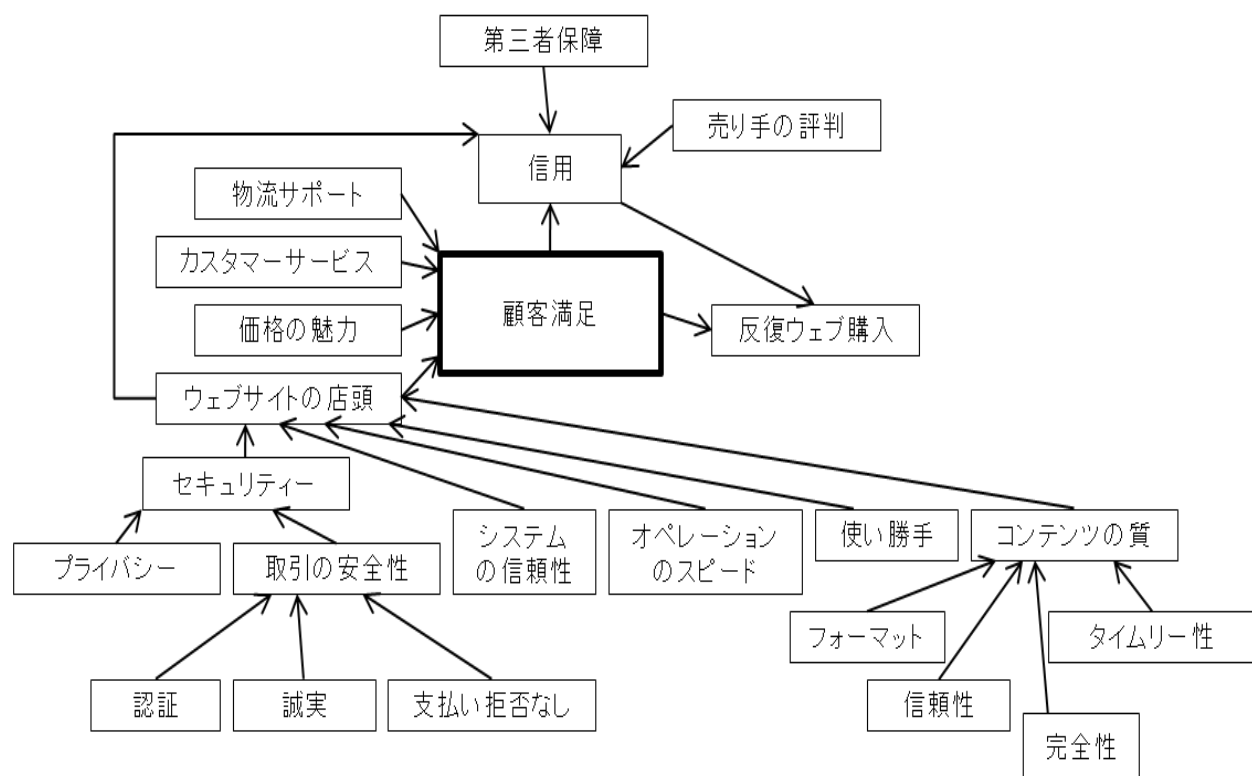 第三者保障
売り手の評判
信用
物流サポート
カスタマーサービス
顧客満足
価格の魅力
反復ウェブ購入
ウェブサイトの店頭
セキュリティー
システム
の信頼性
オペレーション
のスピード
使い勝手
コンテンツの質
プライバシー
取引の安全性
フォーマット
タイムリー性
認証
誠実
支払い拒否なし
信頼性
完全性